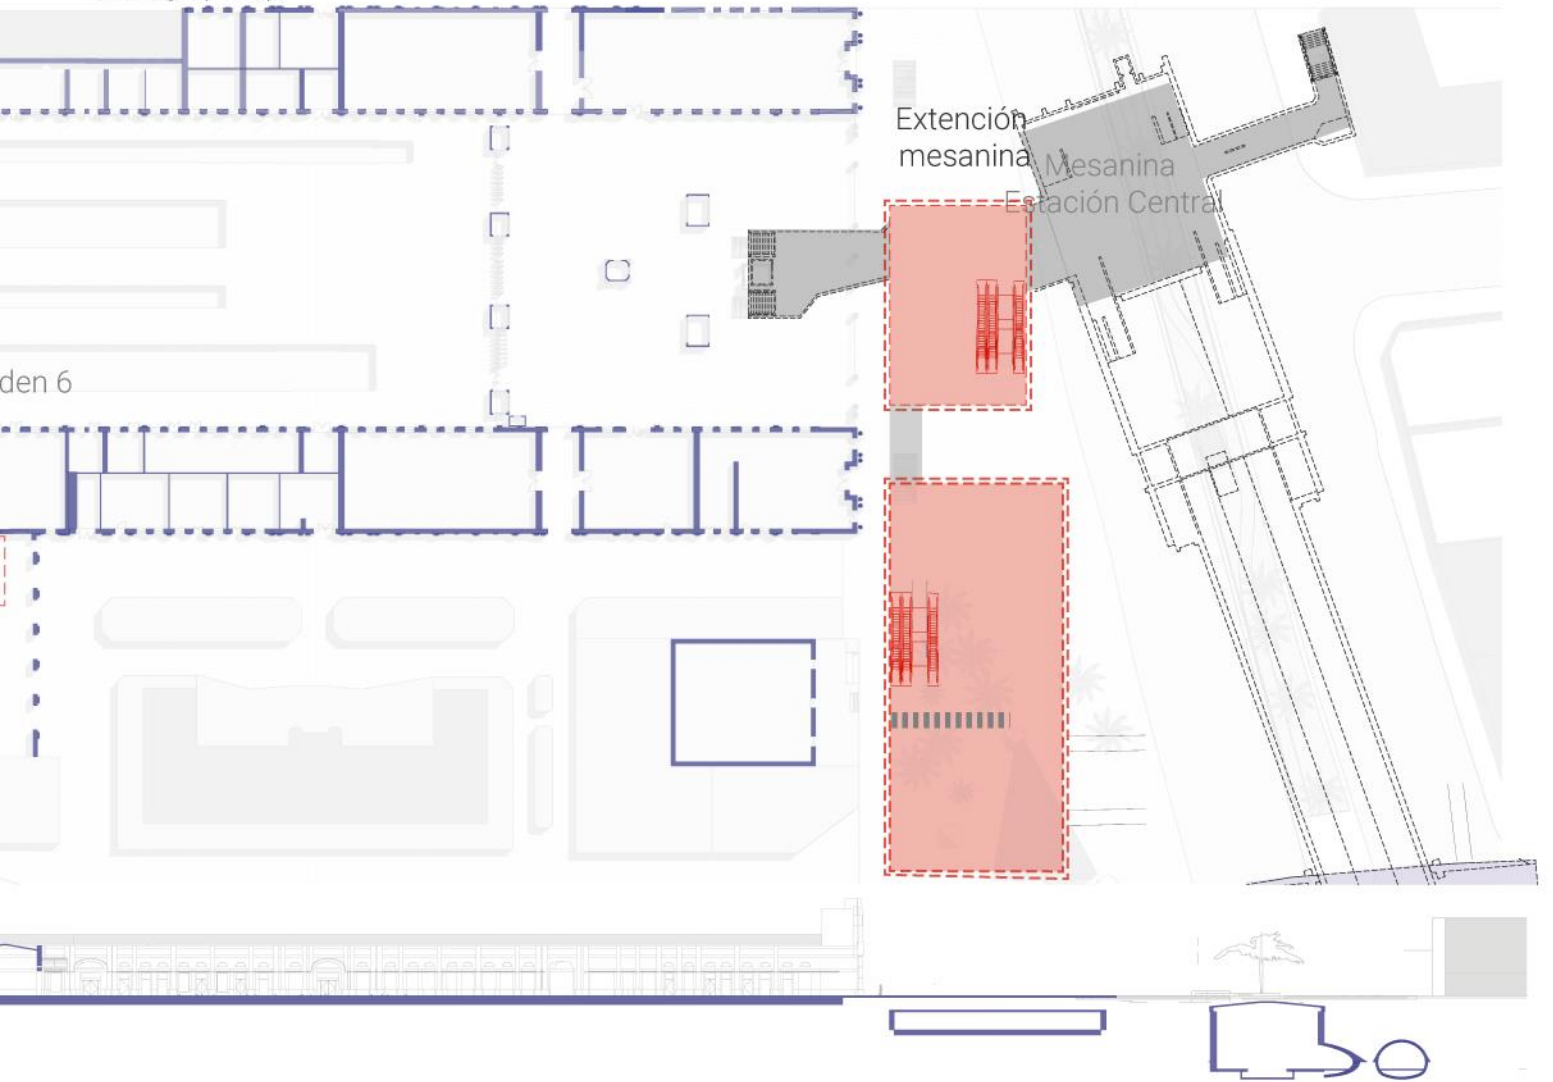 Extención
mesanina
Mesanina
Estación Central
den 6